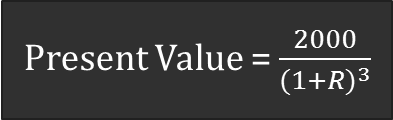 Present Value = 2000 / (1+R)³